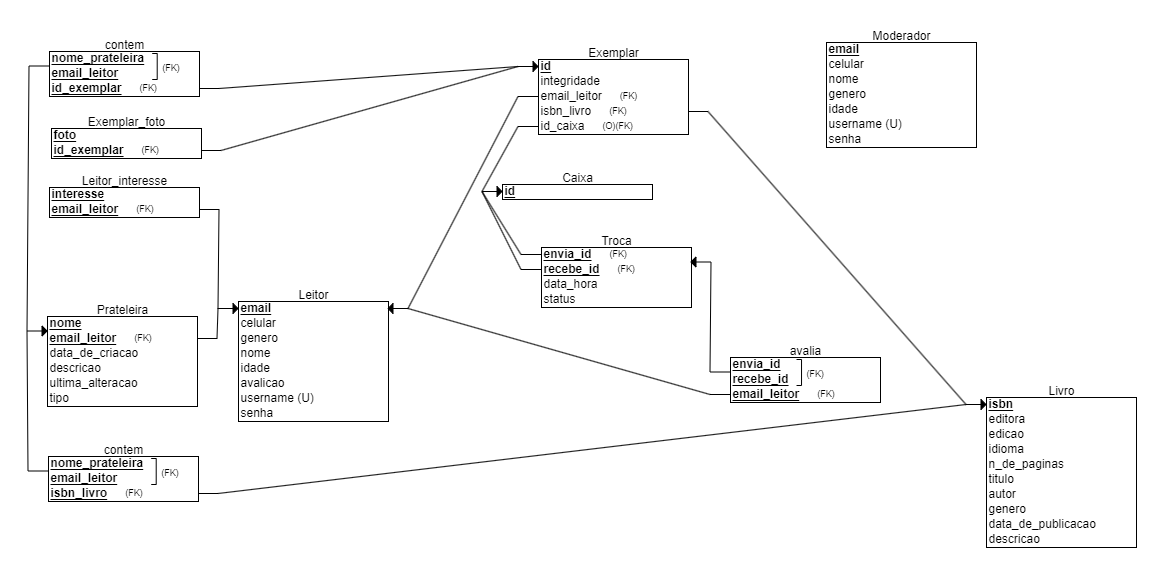 contem
nome_prateleira
email_leitor
(FK)
id_exemplar (FK)
Exemplar_foto
foto
id_exemplar (FK)
Leitor_interesse
interesse
email_leitor (FK)
Prateleira
nome
email_leitor (FK)
data_de_criacao
descricao
ultima_alteracao
tipo
contem
nome_prateleira
email_leitor
(FK)
isbn_livro (FK)
Leitor
email
celular
genero
nome
idade
avalicao
username (U)
senha
Exemplar
id
integridade
email_leitor (FK)
isbn_livro (FK)
id_caixa (O)(FK)
Caixa
id
Troca
envia_id (FK)
recebe_id (FK)
data_hora
status
avalia
envia_id
recebe_id
(FK)
email_leitor (FK)
Moderador
email
celular
nome
genero
idade
username (U)
senha
Livro
isbn
editora
edicao
idioma
n_de_paginas
titulo
autor
genero
data_de_publicacao
descricao